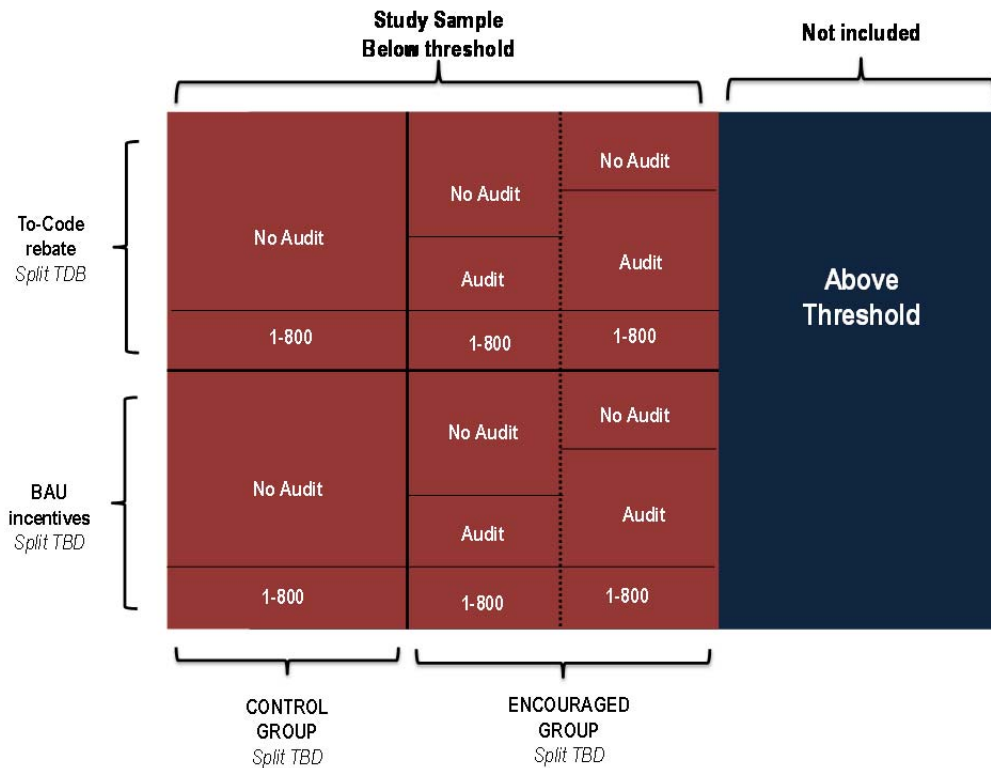 Study Sample
Below threshold
Not included
To-Code
rebate
Split TDB
No Audit
No Audit
Audit
No Audit
Audit
1-800
1-800
1-800
Above
Threshold
BAU
incentives
Split TBD
No Audit
No Audit
Audit
No Audit
Audit
1-800
1-800
1-800
CONTROL
GROUP
Split TBD
ENCOURAGED
GROUP
Split TBD